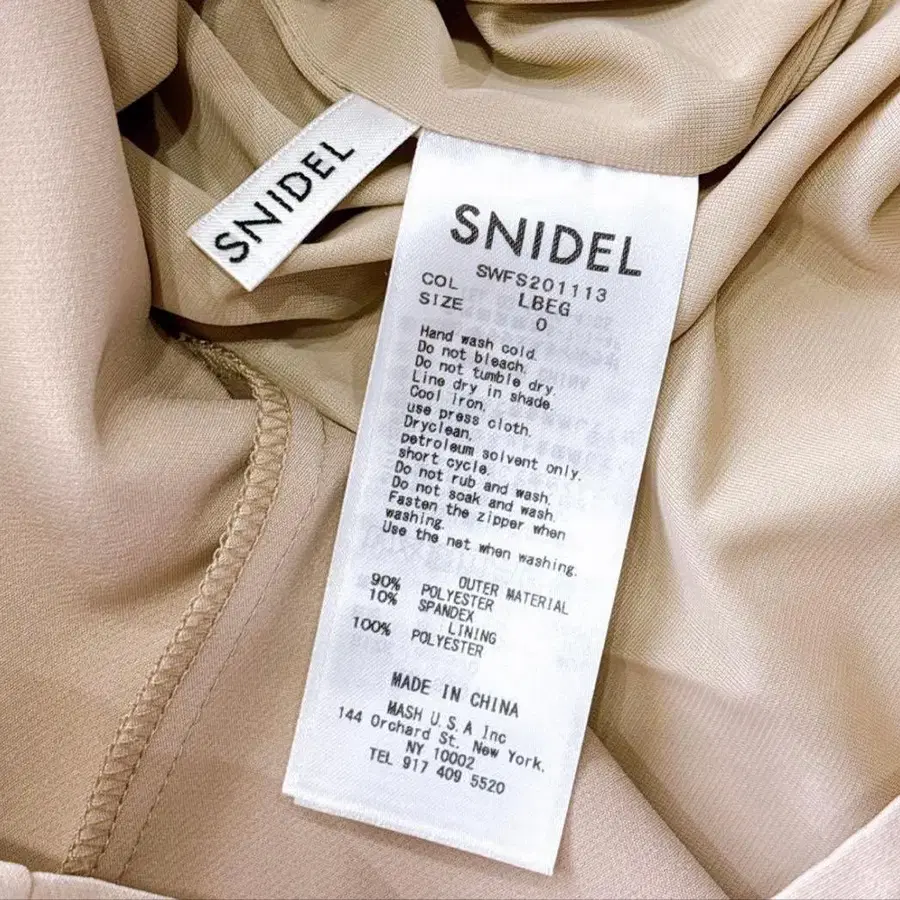 SNIDEL
SNIDEL
SWFS201113
COL LBEG
SIZE 0
Hand wash cold.
Do not bleach.
Do not tumble dry.
Line dry in shade.
Cool iron,
use press cloth.
Dryclean,
petroleum solvent only.
short cycle.
Do not rub and wash.
Do not soak and wash.
Fasten the zipper when
washing.
Use the net when washing.
OUTER MATERIAL
90% POLYESTER
10% SPANDEX
LINING
100% POLYESTER
MADE IN CHINA
MASH U.S.A Inc
144 Orchard St. New York.
NY 10002
TEL 917 409 5520